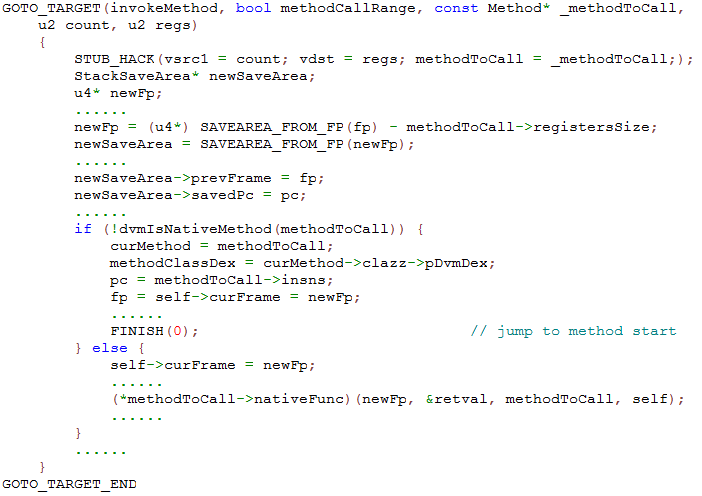 GOTO_TARGET(invokeMethod, bool methodCallRange, const Method* _methodToCall,
    u2 count, u2 regs)
    {
        STUB_HACK(vsrc1 = count; vdst = regs; methodToCall = _methodToCall;);
        StackSaveArea* newSaveArea;
        u4* newFp;
        ......
        newFp = (u4*) SAVEAREA_FROM_FP(fp) - methodToCall->registersSize;
        newSaveArea = SAVEAREA_FROM_FP(newFp);
        ......
        newSaveArea->prevFrame = fp;
        newSaveArea->savedPc = pc;
        ......
        if (!dvmIsNativeMethod(methodToCall)) {
            curMethod = methodToCall;
            methodClassDex = curMethod->clazz->pDvmDex;
            pc = methodToCall->insns;
            fp = self->curFrame = newFp;
            ......
            FINISH(0);                              // jump to method start
        } else {
            self->curFrame = newFp;
            ......
            (*methodToCall->nativeFunc)(newFp, &retval, methodToCall, self);
            ......
        }
        ......
    }
GOTO_TARGET_END